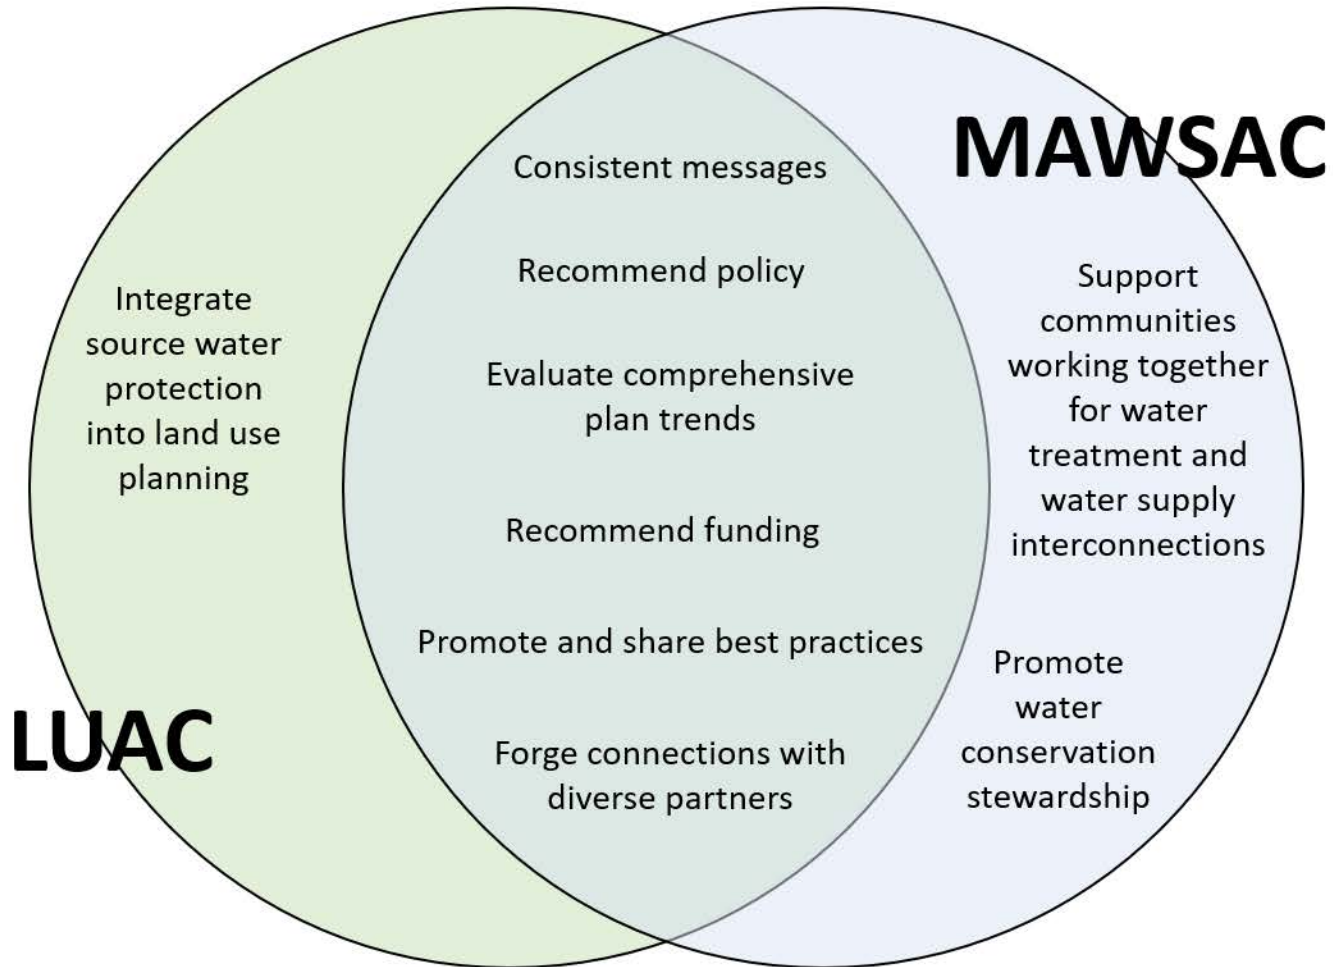 MAWSAC
Consistent messages
Recommend policy
Evaluate comprehensive
plan trends
Recommend funding
Promote and share best practices
Forge connections with
diverse partners
Integrate
source water
protection
into land use
planning
LUAC
Support
communities
working together
for water
treatment and
water supply
interconnections
Promote
water
conservation
stewardship